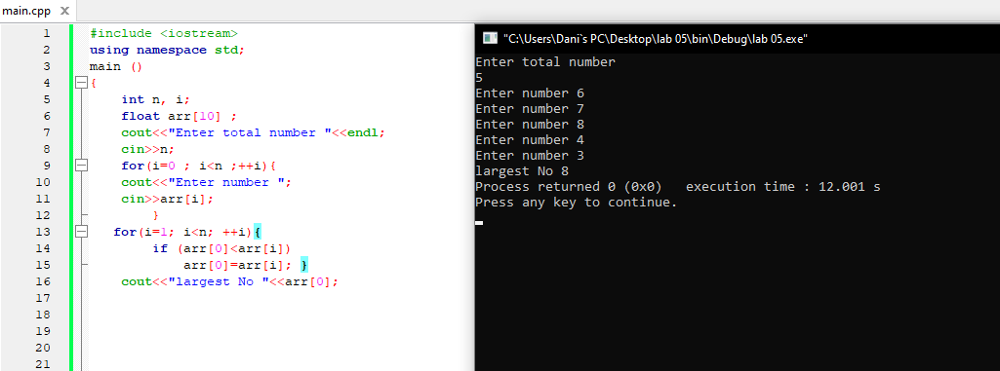 main.cpp X
1 #include <iostream>
2 using namespace std;
3 main ()
4 {
5 int n, i;
6 float arr[10] ;
7 cout<<"Enter total number "<<endl;
8 cin>>n;
9 for(i=0 ; i<n ;++i){
10 cout<<"Enter number ";
11 cin>>arr[i];
12 }
13 for(i=1; i<n; ++i){
14 if (arr[0]<arr[i])
15 arr[0]=arr[i]; }
16 cout<<"largest No "<<arr[0];
17
18
19
20
21
"C:\Users\Dani`s PC\Desktop\lab 05\bin\Debug\lab 05.exe"
Enter total number
5
Enter number 6
Enter number 7
Enter number 8
Enter number 4
Enter number 3
largest No 8
Process returned 0 (0x0)   execution time : 12.001 s
Press any key to continue.